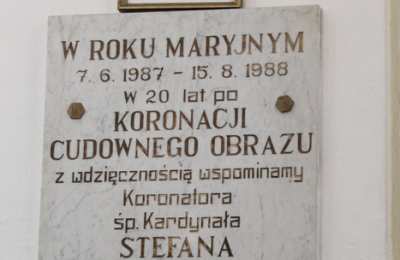 W ROKU MARYJNYM
7. 6. 1987 – 15. 8. 1988
W 20 lat po
KORONACJI
CUDOWNEGO OBRAZU
z wdzięcznością wspominamy
Koronatora
śp. Kardynała
STEFANA